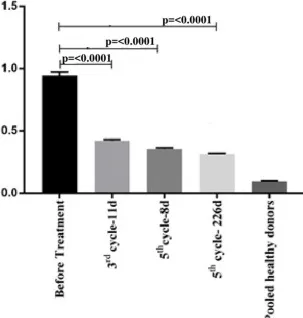 1.5
p=<0.0001
p=<0.0001
p=<0.0001
1.0
0.5
0.0
Before Treatment
3rd cycle-11d
5th cycle-8d
5th cycle- 226d
Pooled healthy donors